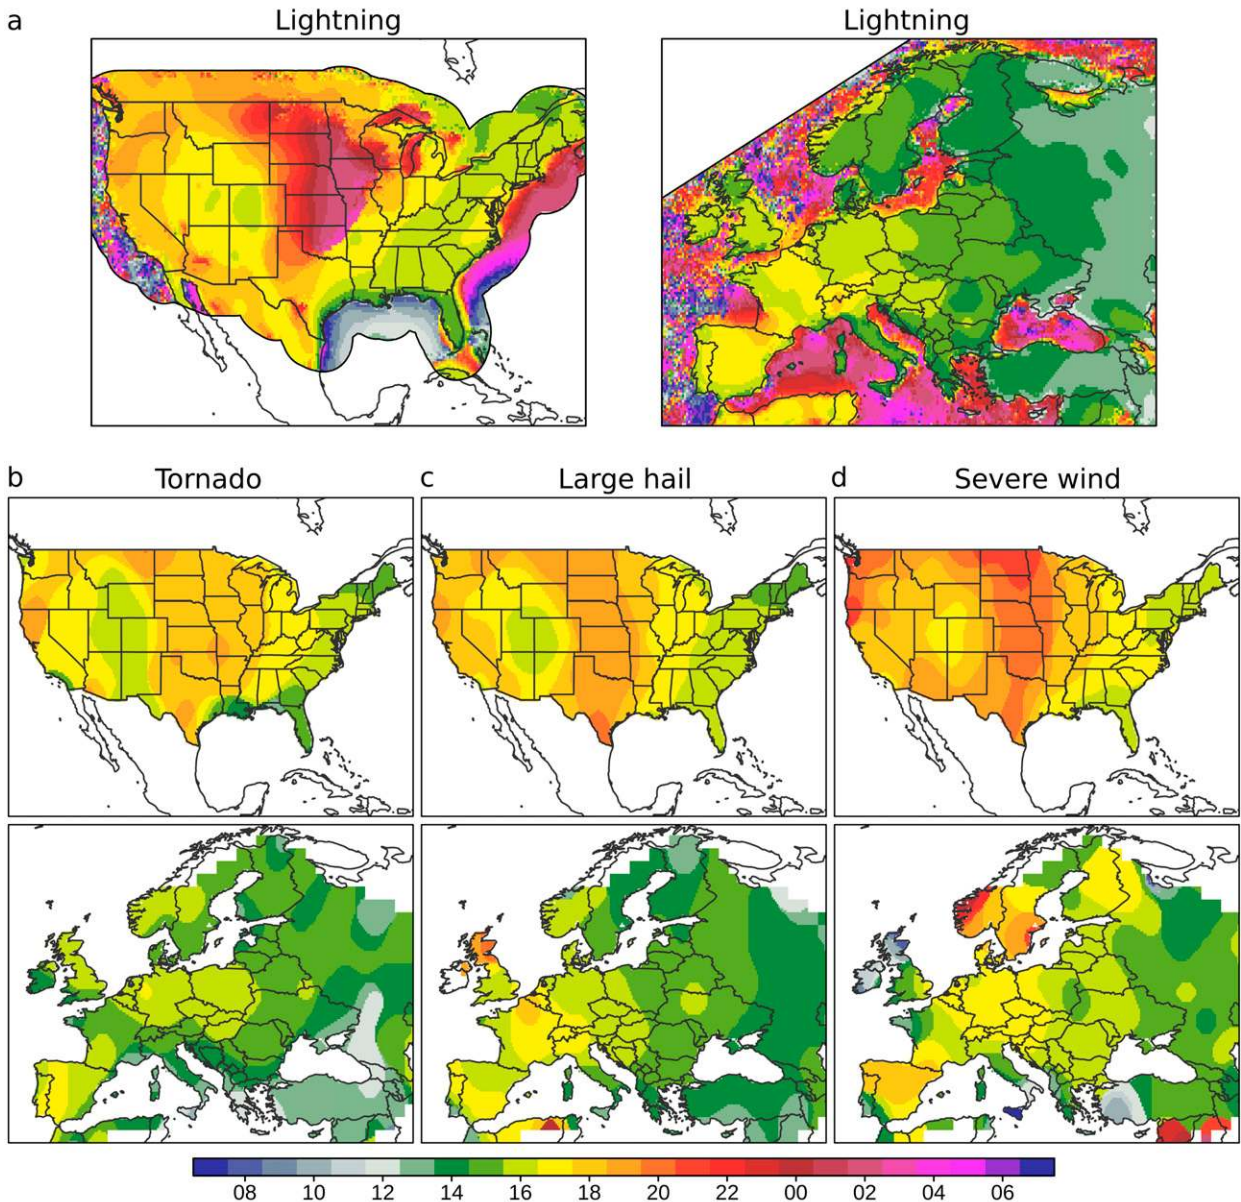 a
Lightning
Lightning
b
Tornado
c
Large hail
d
Severe wind
08 10 12 14 16 18 20 22 00 02 04 06